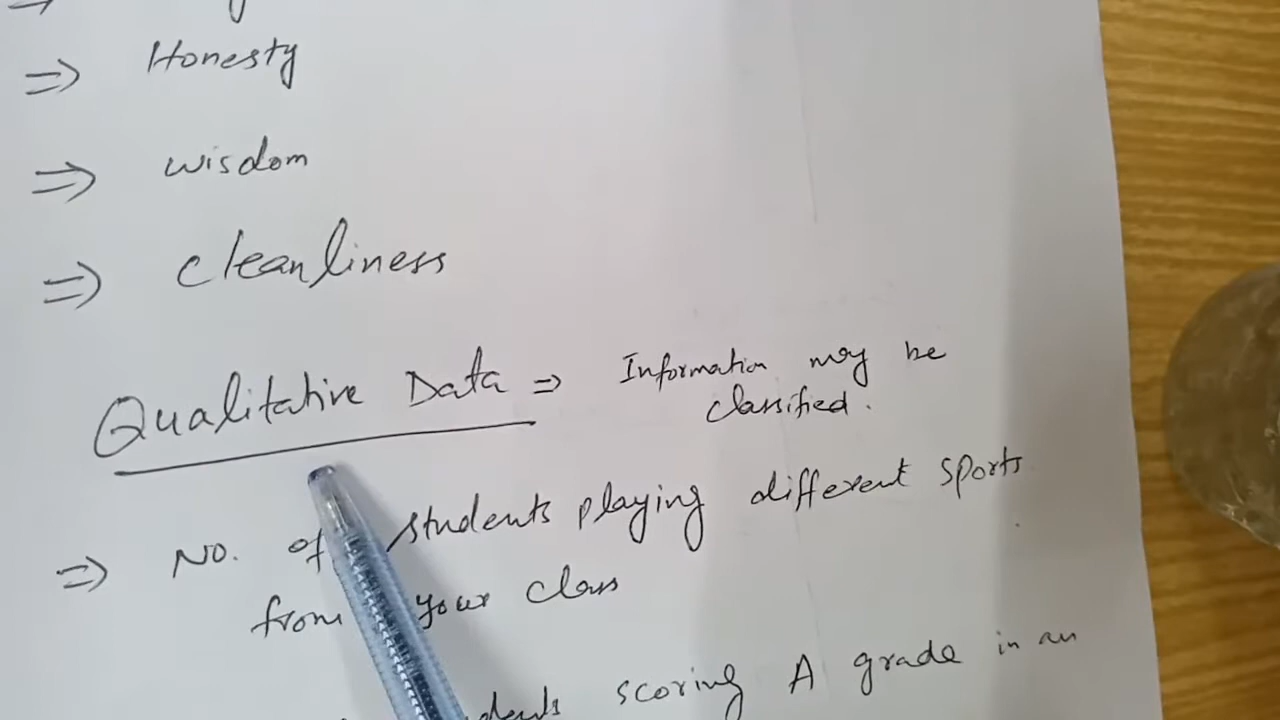 ⇒ Honesty
⇒ wisdom
⇒ cleanliness
Qualitative Data ⇒ Information may be
classified.
⇒ No. of students playing different sports
from your class
scoring A grade in an